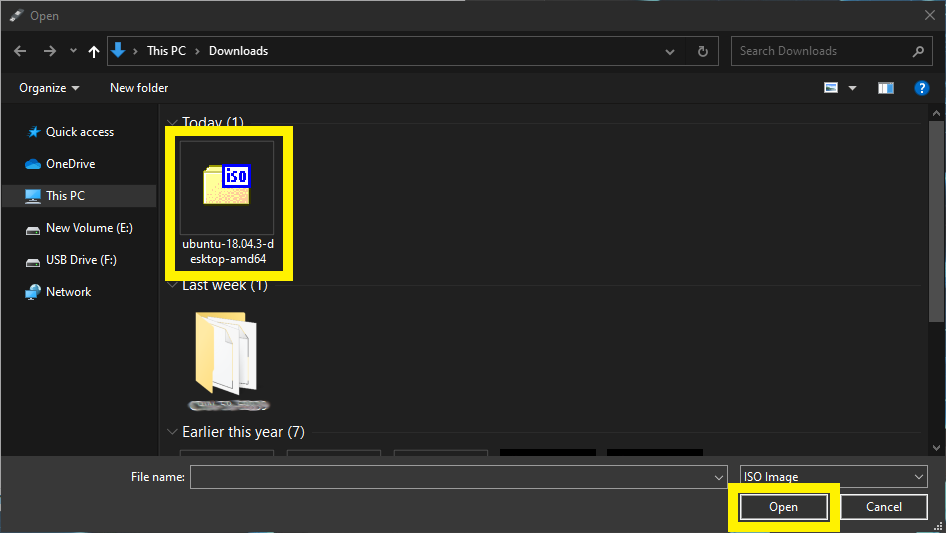 Open
This PC > Downloads
Search Downloads
Organize
New folder
?
Quick access
OneDrive
This PC
New Volume (E:)
USB Drive (F:)
Network
Today (1)
iso
ubuntu-18.04.3-d
esktop-amd64
Last week (1)
Earlier this year (7)
File name:
ISO Image
Open
Cancel